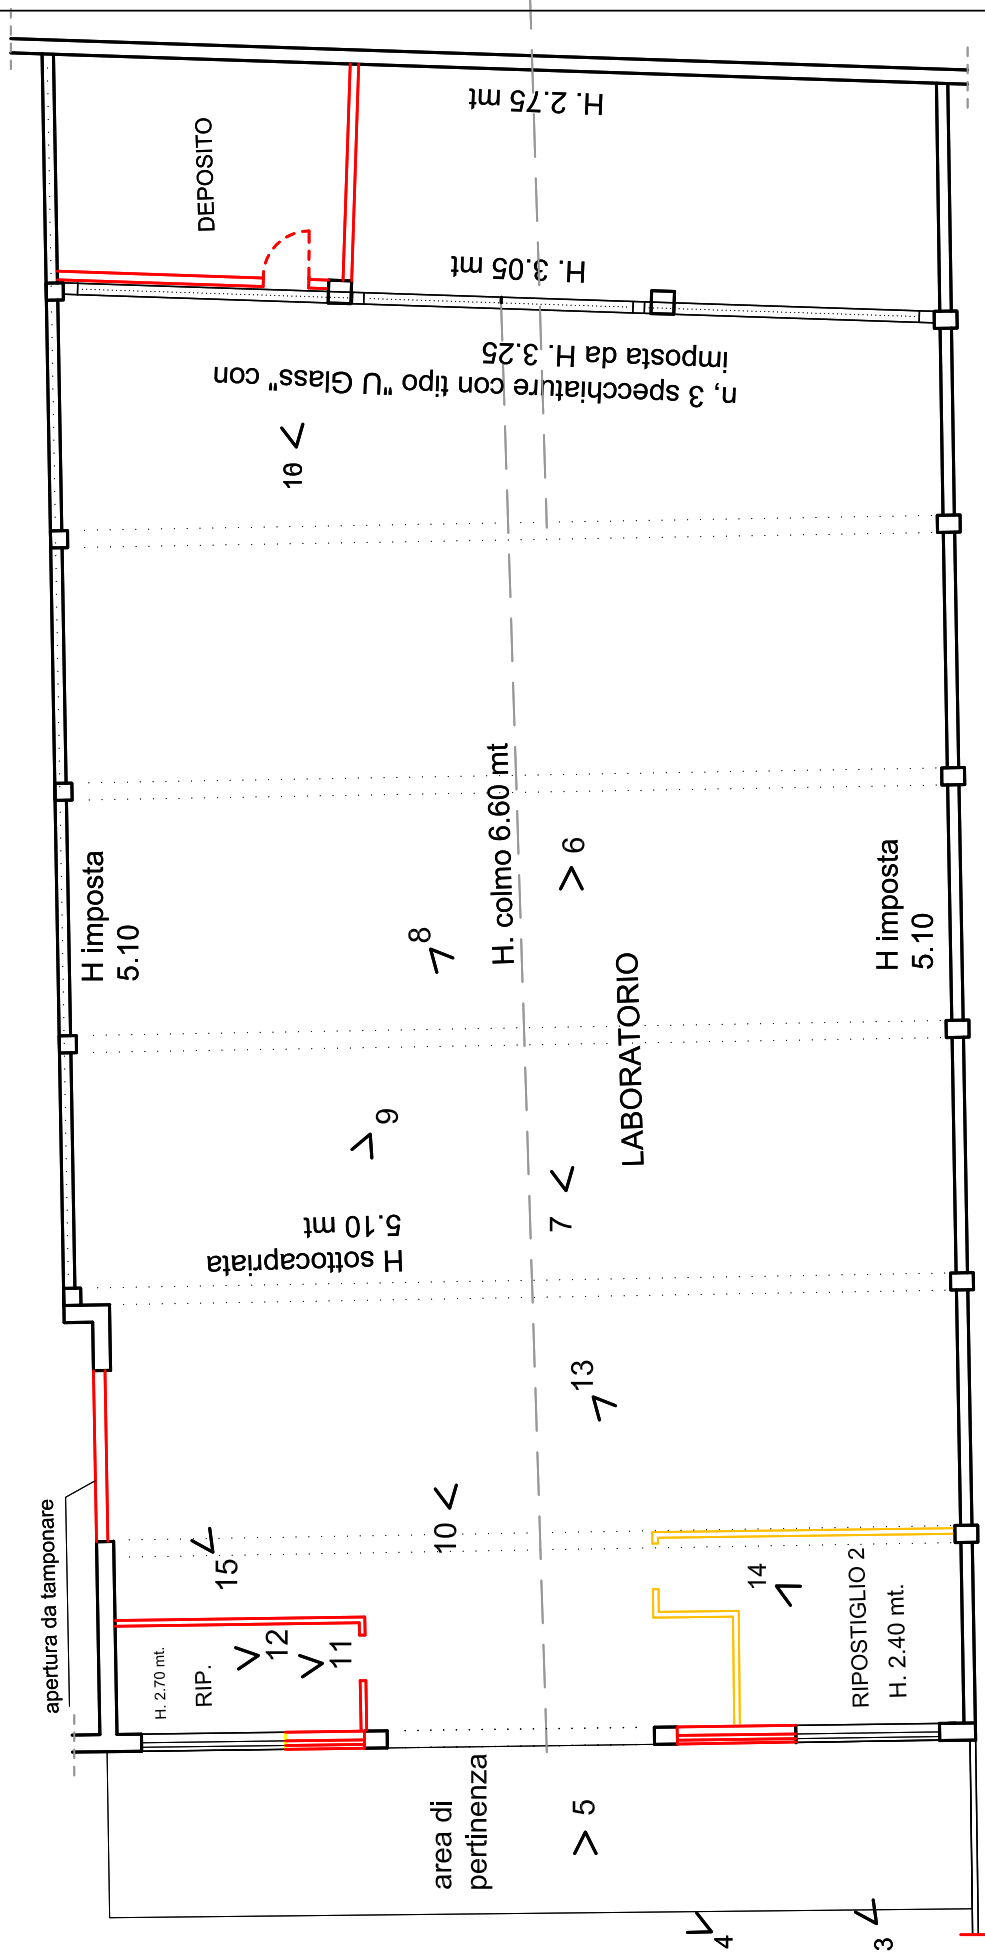 DEPOSITO
H. 2.75 mt
H. 3.05 mt
n, 3 specchiature con tipo "U Glass" con
imposta da H. 3.25
16
H. colmo 6.60 mt
H imposta
5.10
6
8
H imposta
5.10
LABORATORIO
9
H sottocapriata
5.10 mt
7
13
10
apertura da tamponare
15
14
12
11
H. 2.70 mt.
RIP.
RIPOSTIGLIO 2
H. 2.40 mt.
area di
pertinenza
5
4
3